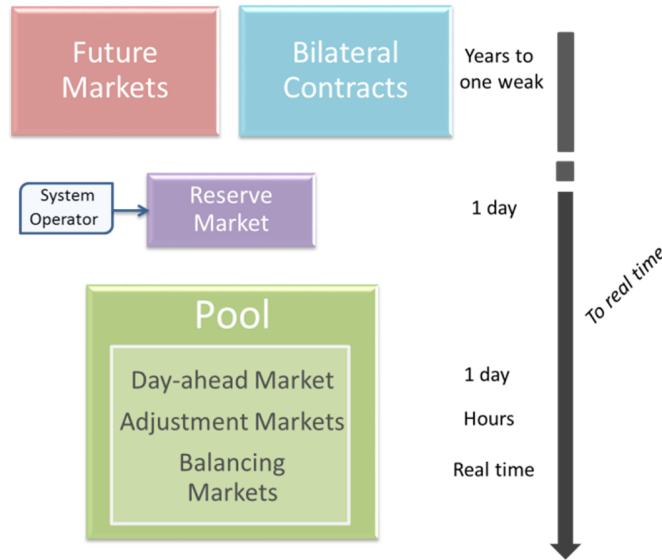 Future
Markets
Bilateral
Contracts
Years to
one weak
System
Operator
Reserve
Market
1 day
To real time
Pool
Day-ahead Market
1 day
Adjustment Markets
Hours
Balancing
Markets
Real time